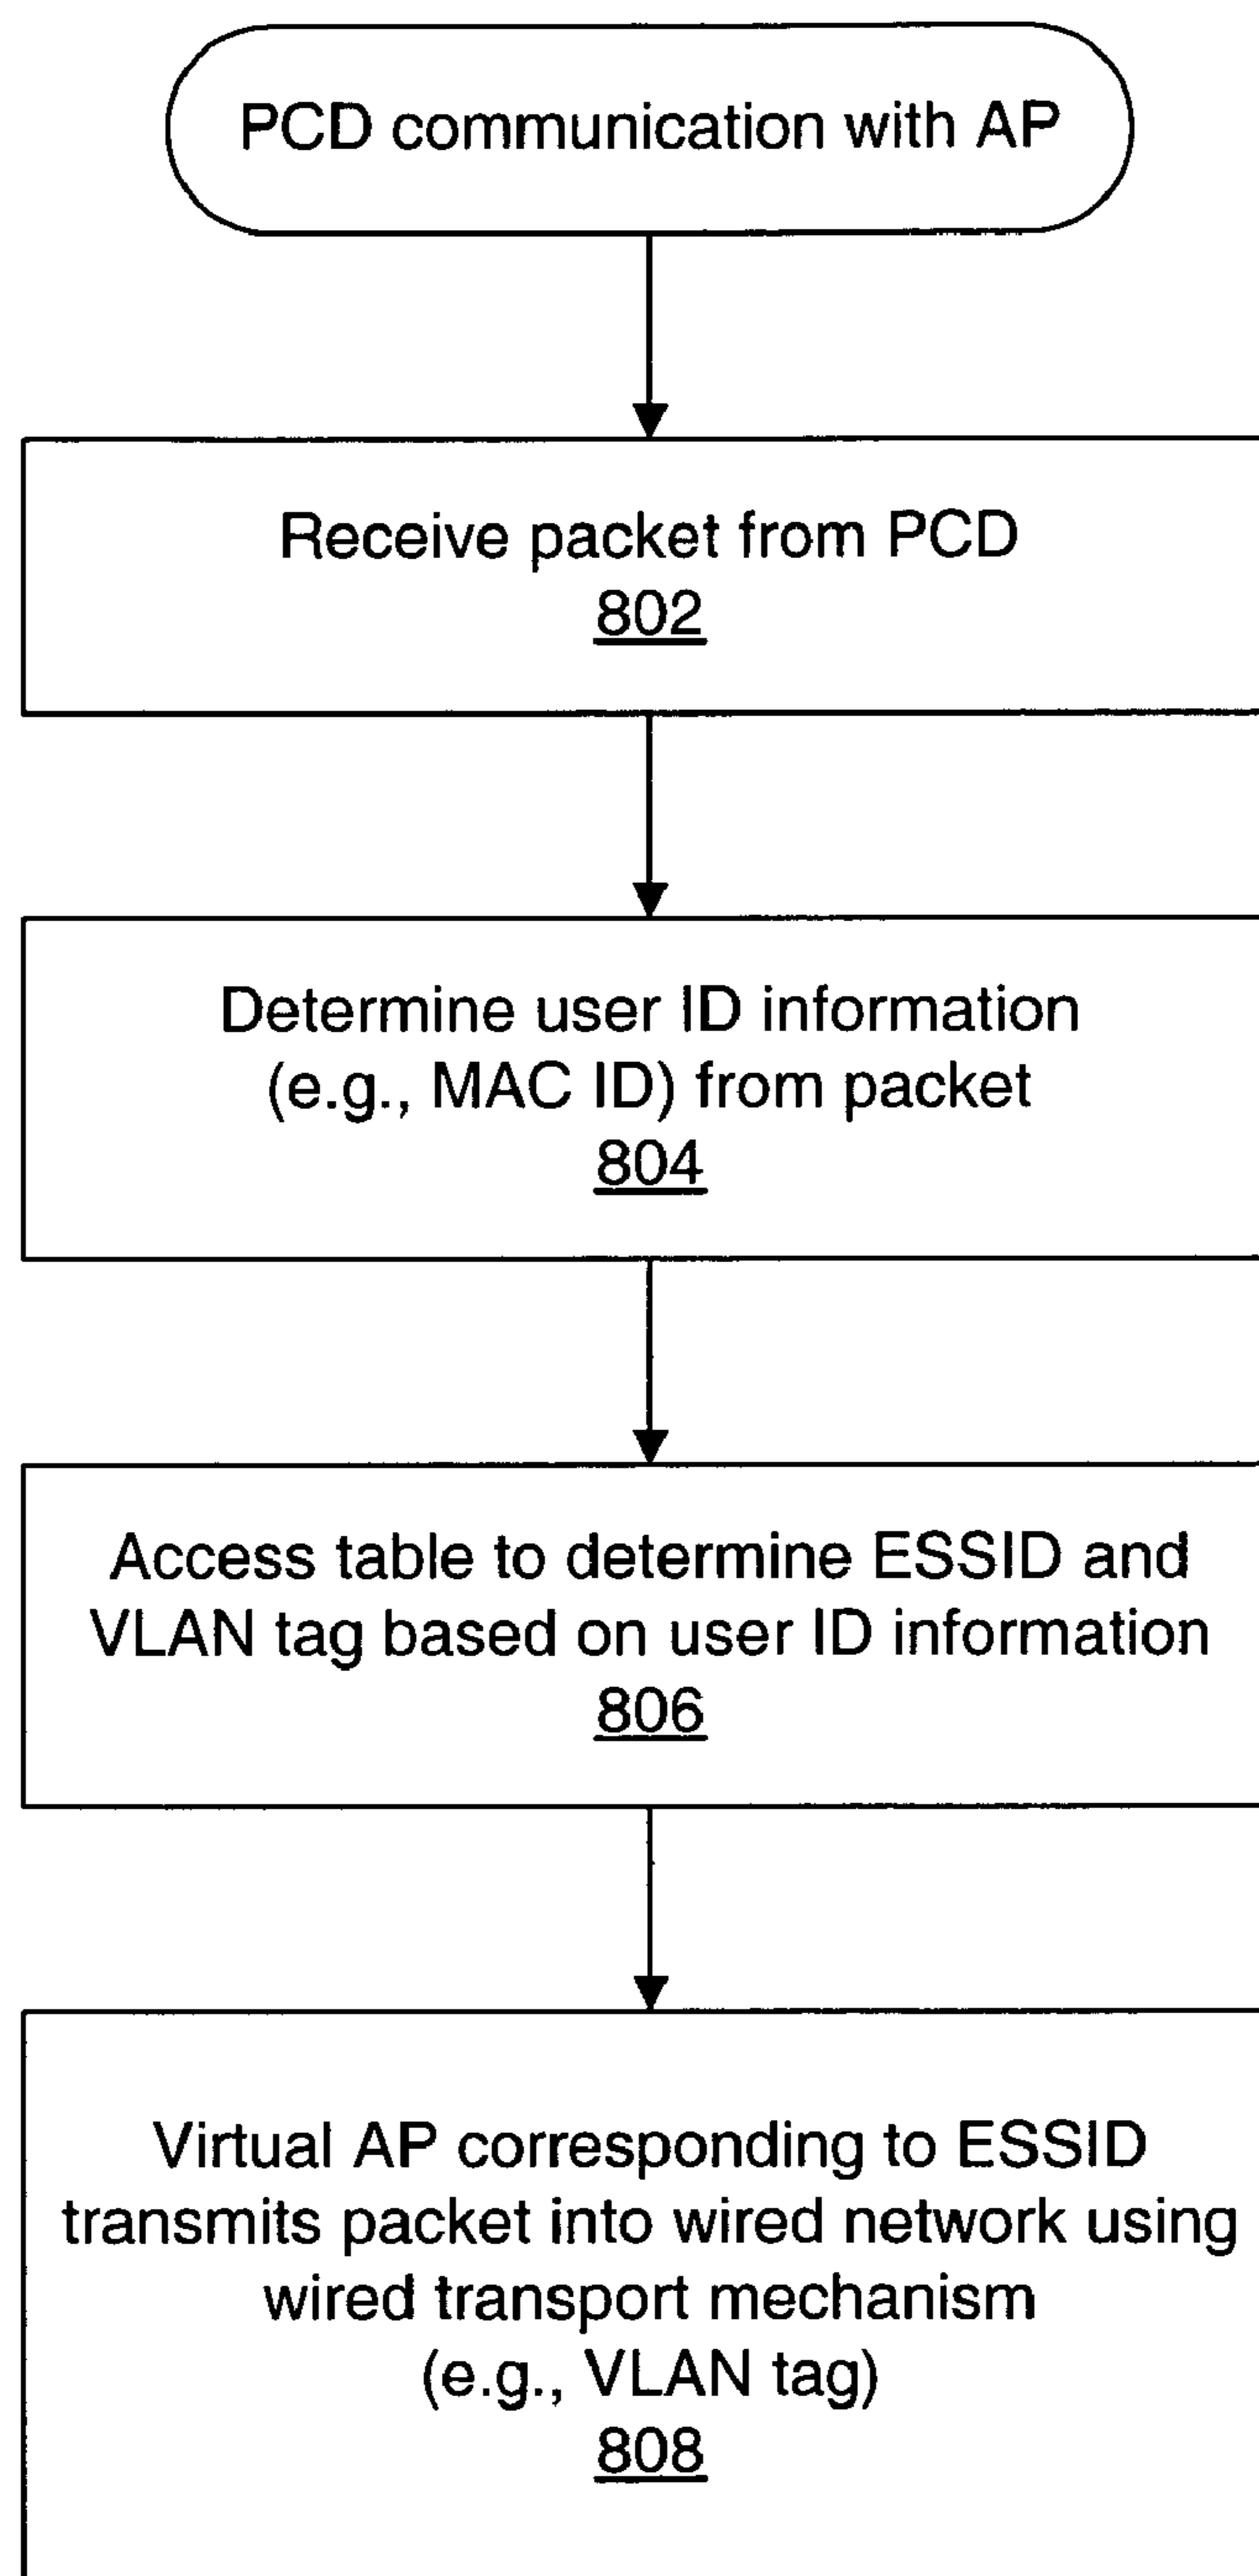 PCD communication with AP
Receive packet from PCD
802
Determine user ID information
(e.g., MAC ID) from packet
804
Access table to determine ESSID and
VLAN tag based on user ID information
806
Virtual AP corresponding to ESSID
transmits packet into wired network using
wired transport mechanism
(e.g., VLAN tag)
808